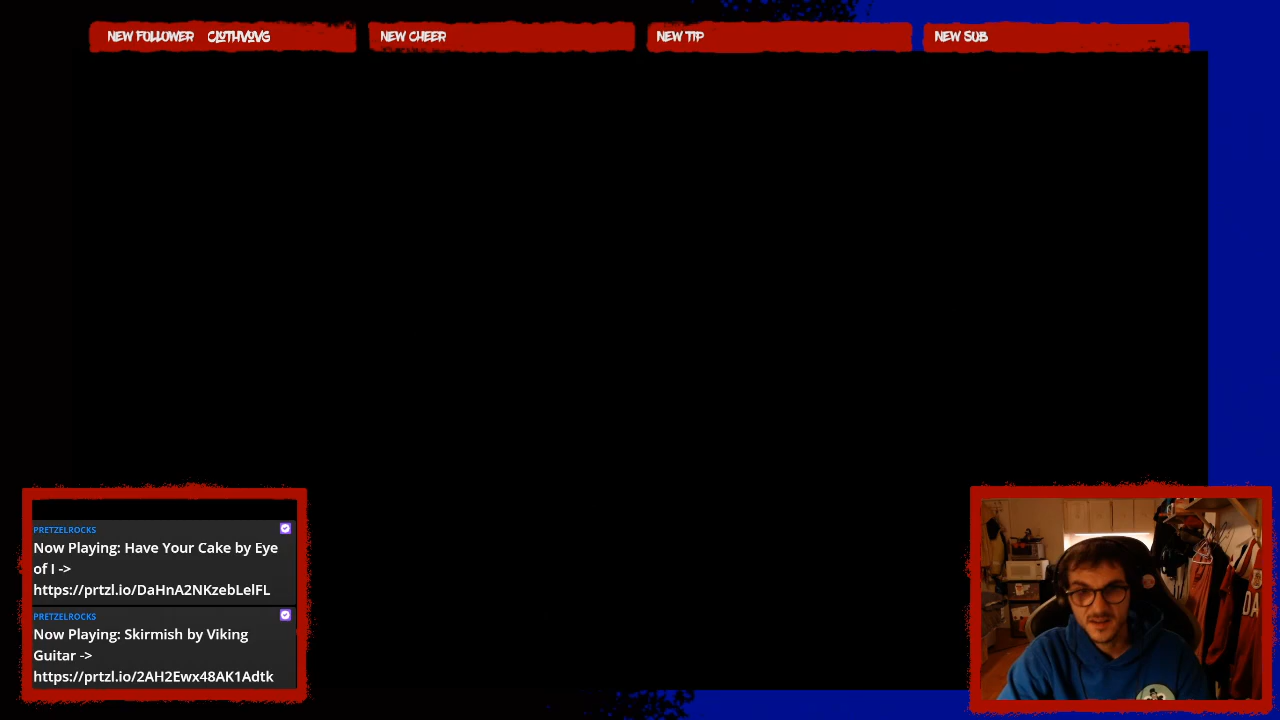 NEW FOLLOWER
NEW CHEER
NEW TIP
NEW SUB
PRETZELROCKS
Now Playing: Have Your Cake by Eye
of I ->
https://prtzl.io/DaHnA2NKzebLelFL
PRETZELROCKS
Now Playing: Skirmish by Viking
Guitar ->
https://prtzl.io/2AH2Ewx48AK1Adtk
DA